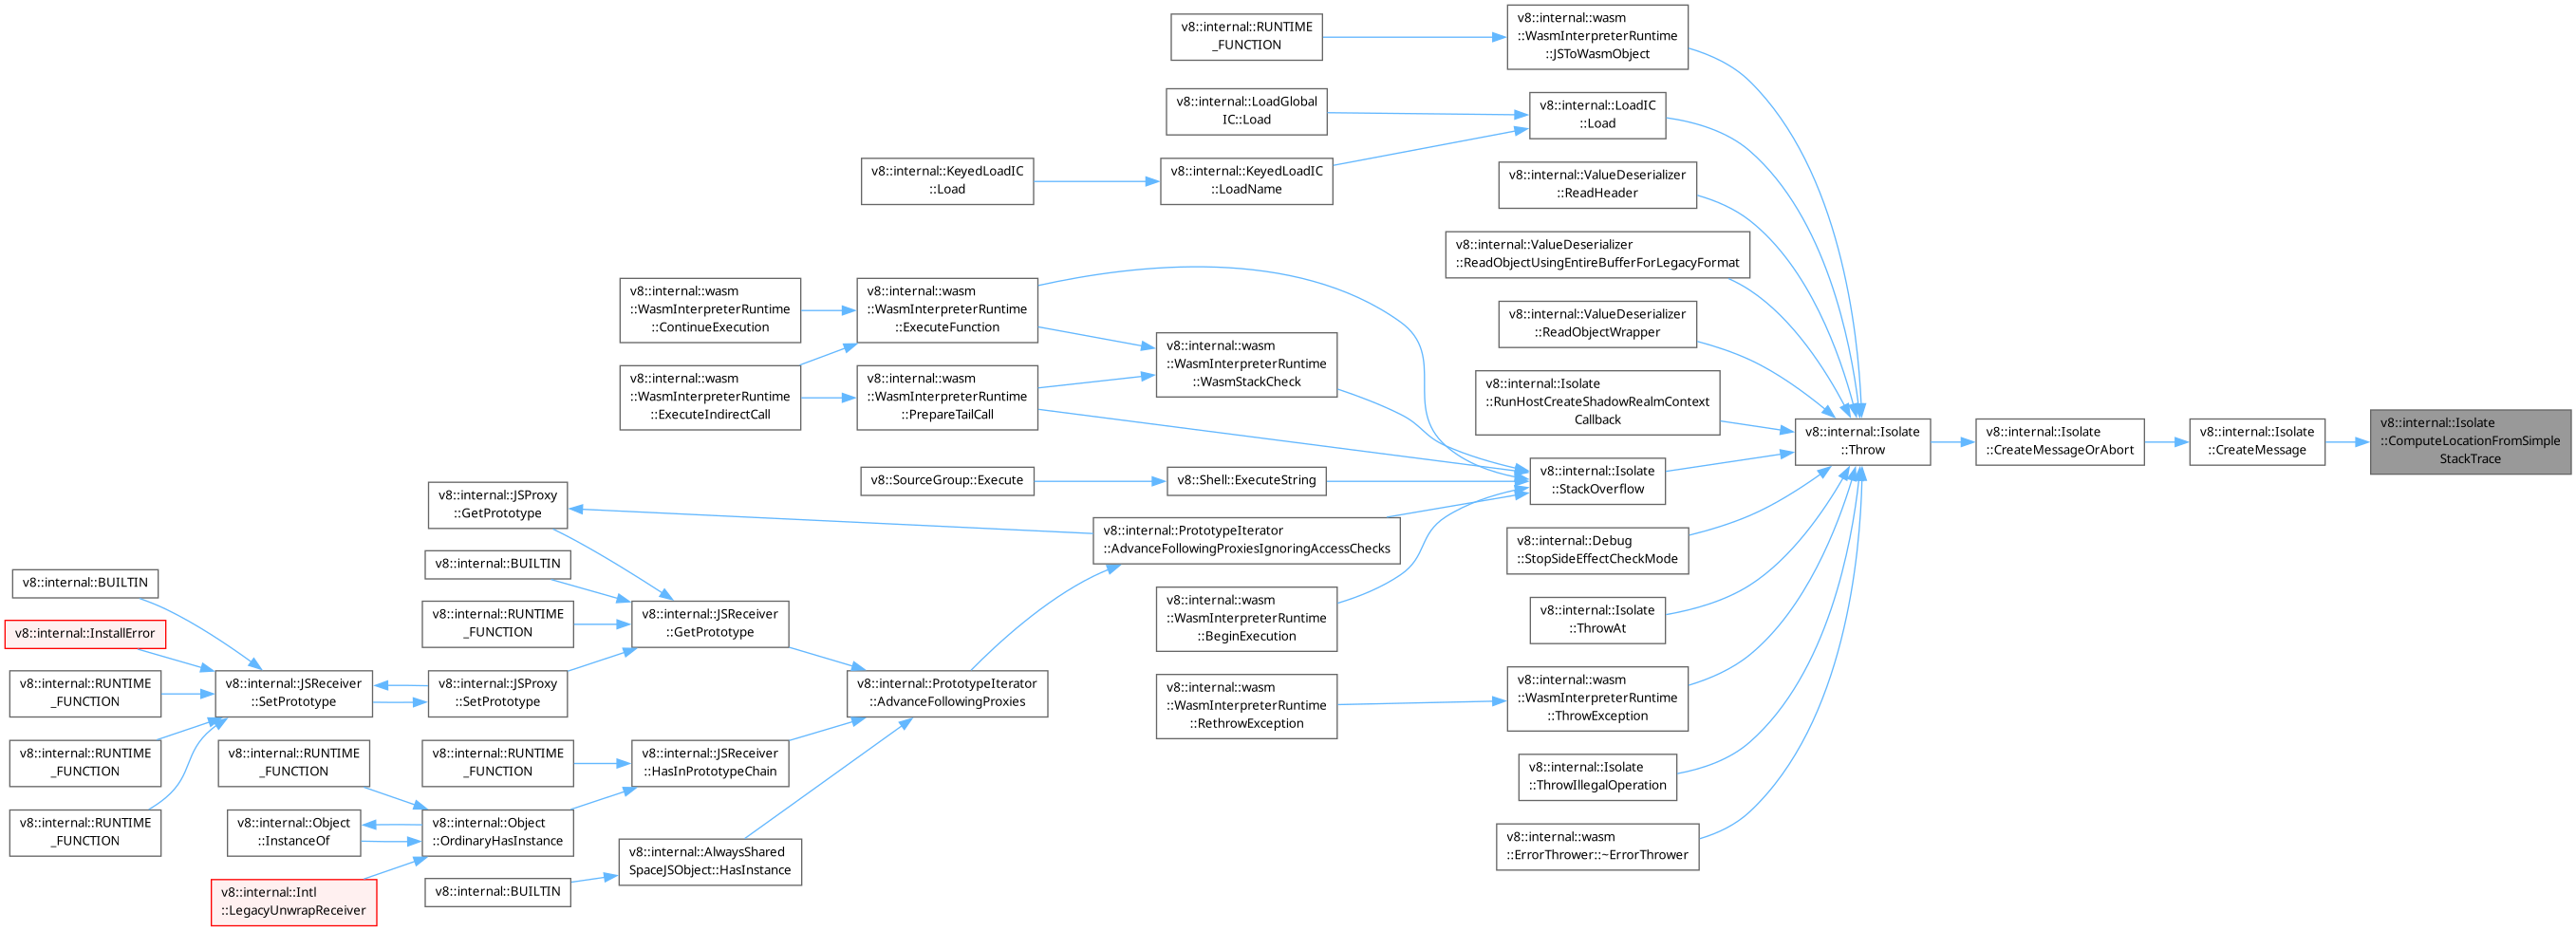 v8::internal::RUNTIME
_FUNCTION
v8::internal::wasm
::WasmInterpreterRuntime
::JSToWasmObject
v8::internal::LoadGlobal
IC::Load
v8::internal::LoadIC
::Load
v8::internal::KeyedLoadIC
::Load
v8::internal::KeyedLoadIC
::LoadName
v8::internal::ValueDeserializer
::ReadHeader
v8::internal::ValueDeserializer
::ReadObjectUsingEntireBufferForLegacyFormat
v8::internal::wasm
::WasmInterpreterRuntime
::ContinueExecution
v8::internal::wasm
::WasmInterpreterRuntime
::ExecuteFunction
v8::internal::ValueDeserializer
::ReadObjectWrapper
v8::internal::wasm
::WasmInterpreterRuntime
::WasmStackCheck
v8::internal::wasm
::WasmInterpreterRuntime
::ExecuteIndirectCall
v8::internal::wasm
::WasmInterpreterRuntime
::PrepareTailCall
v8::internal::Isolate
::RunHostCreateShadowRealmContext
Callback
v8::internal::Isolate
::Throw
v8::internal::Isolate
::CreateMessageOrAbort
v8::internal::Isolate
::CreateMessage
v8::internal::Isolate
::ComputeLocationFromSimple
StackTrace
v8::SourceGroup::Execute
v8::Shell::ExecuteString
v8::internal::Isolate
::StackOverflow
v8::internal::JSProxy
::GetPrototype
v8::internal::PrototypeIterator
::AdvanceFollowingProxiesIgnoringAccessChecks
v8::internal::Debug
::StopSideEffectCheckMode
v8::internal::BUILTIN
v8::internal::BUILTIN
v8::internal::RUNTIME
_FUNCTION
v8::internal::JSReceiver
::GetPrototype
v8::internal::wasm
::WasmInterpreterRuntime
::BeginExecution
v8::internal::Isolate
::ThrowAt
v8::internal::InstallError
v8::internal::RUNTIME
_FUNCTION
v8::internal::JSReceiver
::SetPrototype
v8::internal::JSProxy
::SetPrototype
v8::internal::PrototypeIterator
::AdvanceFollowingProxies
v8::internal::wasm
::WasmInterpreterRuntime
::RethrowException
v8::internal::wasm
::WasmInterpreterRuntime
::ThrowException
v8::internal::RUNTIME
_FUNCTION
v8::internal::RUNTIME
_FUNCTION
v8::internal::RUNTIME
_FUNCTION
v8::internal::JSReceiver
::HasInPrototypeChain
v8::internal::Isolate
::ThrowIllegalOperation
v8::internal::RUNTIME
_FUNCTION
v8::internal::Object
::InstanceOf
v8::internal::Object
::OrdinaryHasInstance
v8::internal::AlwaysShared
SpaceJSObject::HasInstance
v8::internal::wasm
::ErrorThrower::~ErrorThrower
v8::internal::Intl
::LegacyUnwrapReceiver
v8::internal::BUILTIN